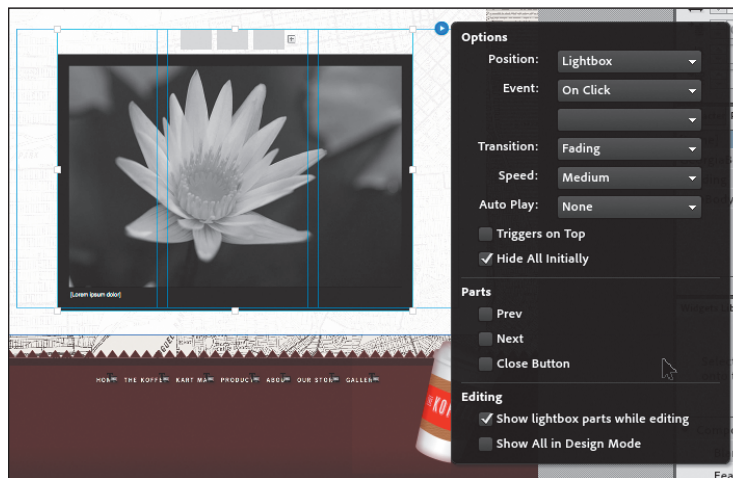 Options
Position: Lightbox
Event: On Click
Transition: Fading
Speed: Medium
Auto Play: None
Triggers on Top
Hide All Initially
Parts
Prev
Next
Close Button
Editing
Show lightbox parts while editing
Show All in Design Mode
[Lorem ipsum dolor]
THE
KOF